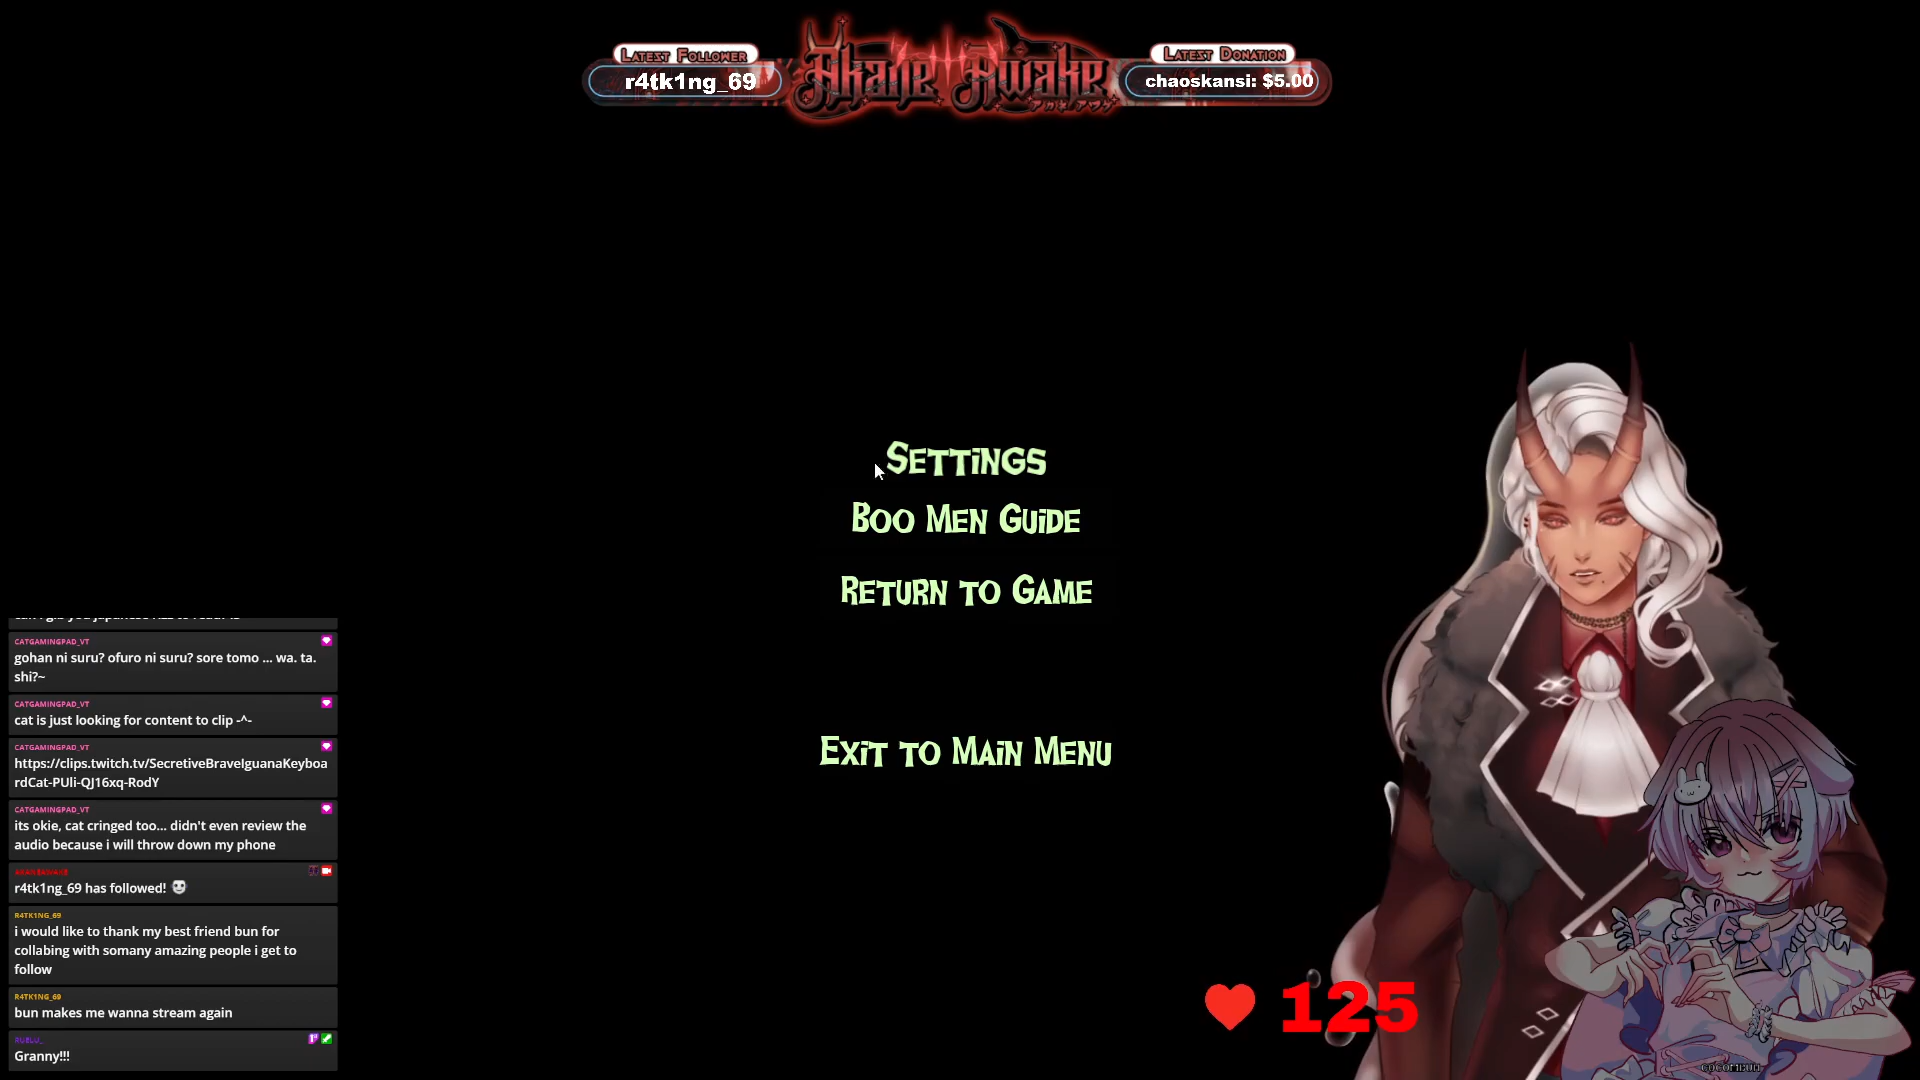 Latest Follower
r4tk1ng_69
Akane Awake
Latest Donation
chaoskansi: $5.00
Settings
Boo Men Guide
Return to Game
Exit to Main Menu
CATGAMINGPAD_VT
gohan ni suru? ofuro ni suru? sore tomo ... wa. ta.
shi?~
CATGAMINGPAD_VT
cat is just looking for content to clip -^-
CATGAMINGPAD_VT
https://clips.twitch.tv/SecretiveBraveIguanaKeyboa
rdCat-PUli-QJ16xq-RodY
CATGAMINGPAD_VT
its okie, cat cringed too... didn't even review the
audio because i will throw down my phone
AKANEAWAKE
r4tk1ng_69 has followed!
R4TK1NG_69
i would like to thank my best friend bun for
collabing with somany amazing people i get to
follow
R4TK1NG_69
bun makes me wanna stream again
RUBLU_
Granny!!!
125
COCOMBUN